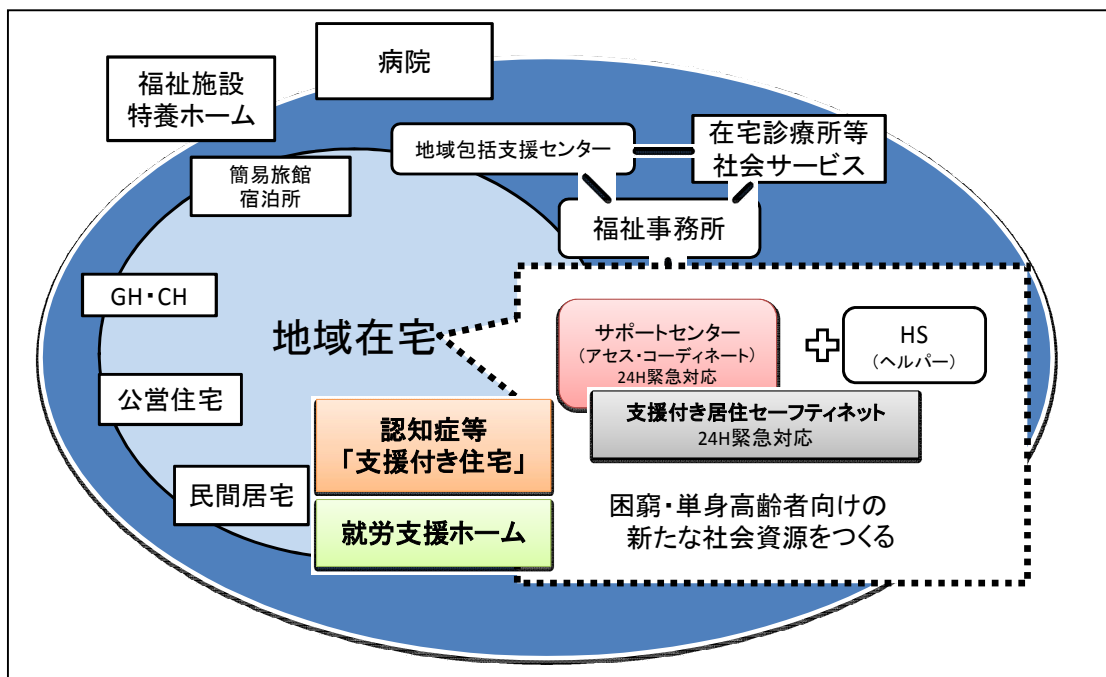 病院
福祉施設
特養ホーム
地域包括支援センター
在宅診療所等
社会サービス
簡易旅館
宿泊所
福祉事務所
GH・CH
地域在宅
サポートセンター
（アセス・コーディネート）
24H緊急対応
HS
（ヘルパー）
公営住宅
認知症等
「支援付き住宅」
支援付き居住セーフティネット
24H緊急対応
民間居宅
就労支援ホーム
困窮・単身高齢者向けの
新たな社会資源をつくる